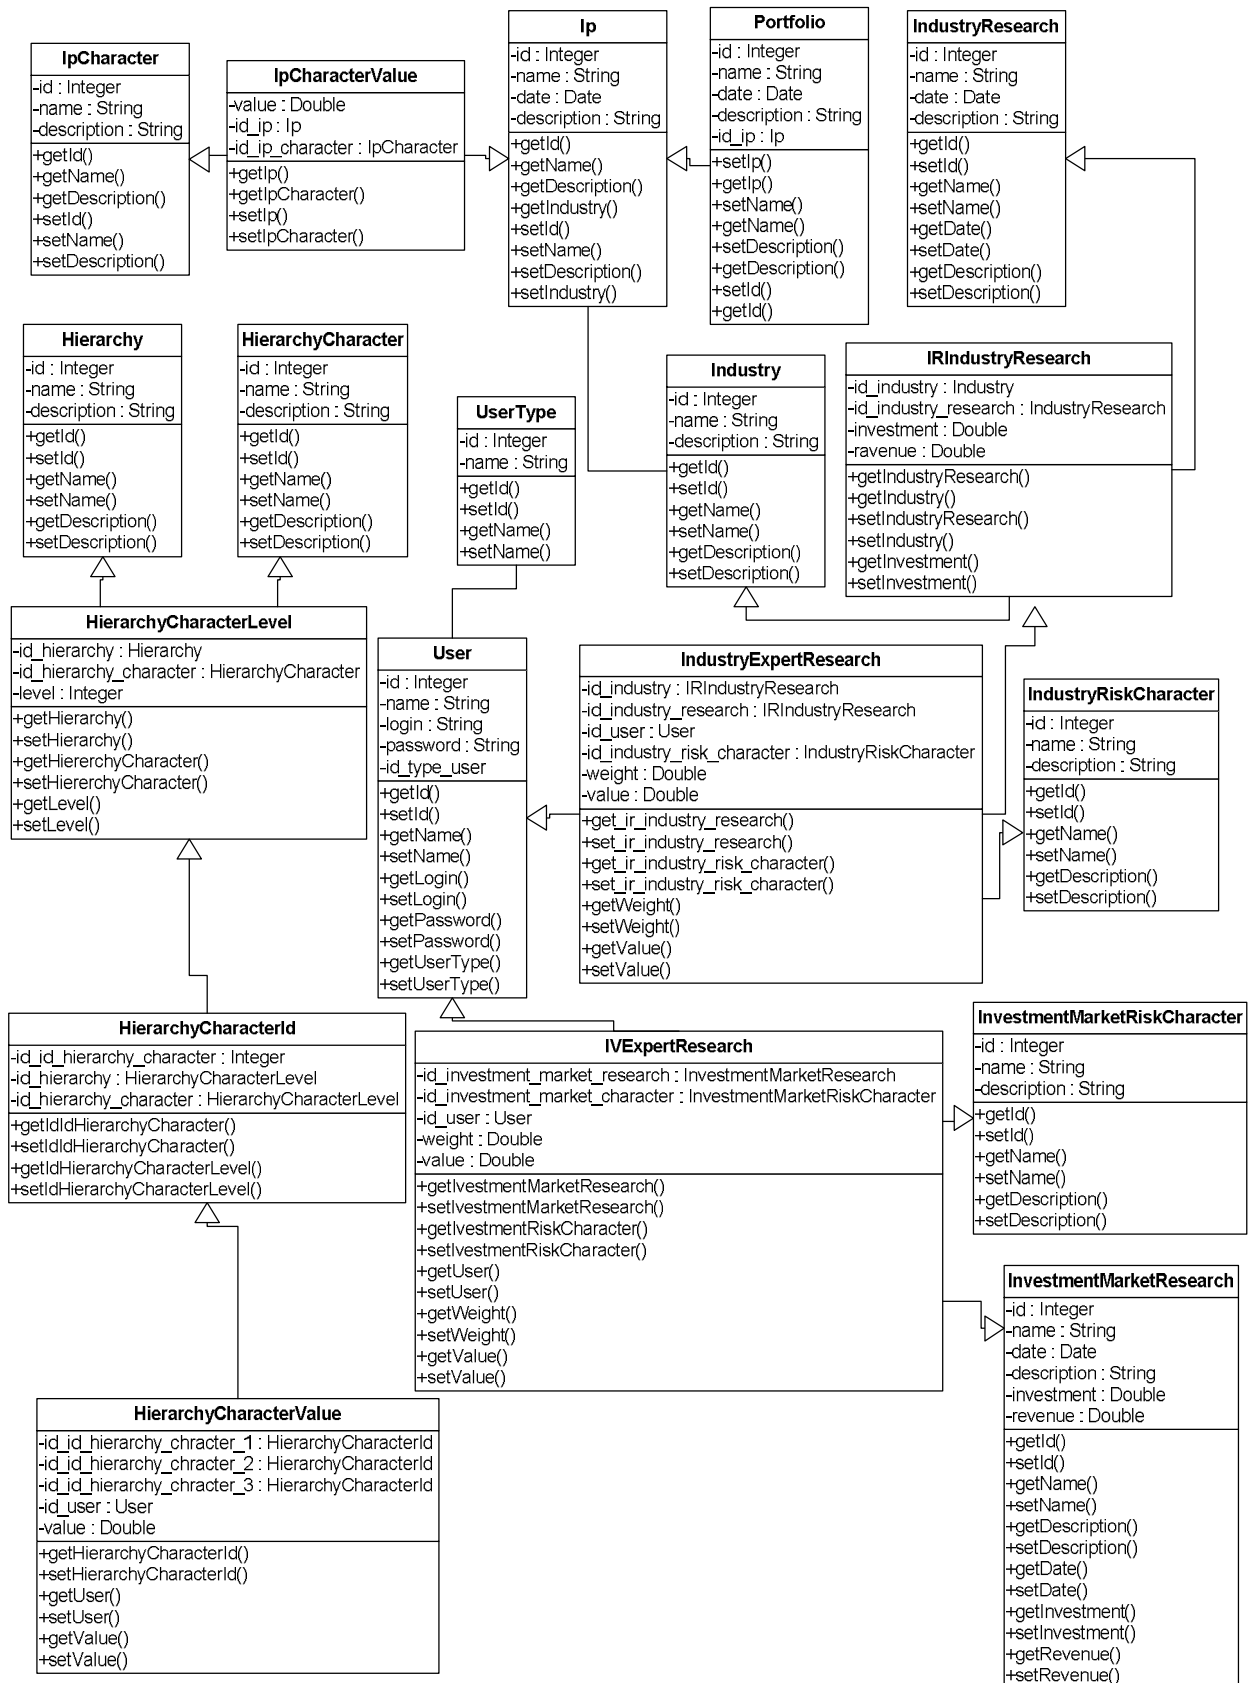 IpCharacter
-id : Integer
-name : String
-description : String
+getId()
+getName()
+getDescription()
+setId()
+setName()
+setDescription()
IpCharacterValue
-value : Double
-id_ip : Ip
-id_ip_character : IpCharacter
+getIp()
+getIpCharacter()
+setIp()
+setIpCharacter()
Ip
-id : Integer
-name : String
-date : Date
-description : String
+getId()
+getName()
+getDescription()
+getIndustry()
+setId()
+setName()
+setDescription()
+setIndustry()
Portfolio
-id : Integer
-name : String
-date : Date
-description : String
-id_ip : Ip
+setIp()
+getIp()
+setName()
+getName()
+setDescription()
+getDescription()
+setId()
+getId()
IndustryResearch
-id : Integer
-name : String
-date : Date
-description : String
+getId()
+setId()
+getName()
+setName()
+getDate()
+setDate()
+getDescription()
+setDescription()
Hierarchy
-id : Integer
-name : String
-description : String
+getId()
+setId()
+getName()
+setName()
+getDescription()
+setDescription()
HierarchyCharacter
-id : Integer
-name : String
-description : String
+getId()
+setId()
+getName()
+setName()
+getDescription()
+setDescription()
UserType
-id : Integer
-name : String
+getId()
+setId()
+getName()
+setName()
Industry
-id : Integer
-name : String
-description : String
+getId()
+setId()
+getName()
+setName()
+getDescription()
+setDescription()
IRIndustryResearch
-id_industry : Industry
-id_industry_research : IndustryResearch
-investment : Double
-ravenue : Double
+getIndustryResearch()
+getIndustry()
+setIndustryResearch()
+setIndustry()
+getInvestment()
+setInvestment()
HierarchyCharacterLevel
-id_hierarchy : Hierarchy
-id_hierarchy_character : HierarchyCharacter
-level : Integer
+getHierarchy()
+setHierarchy()
+getHiererchyCharacter()
+setHiererchyCharacter()
+getLevel()
+setLevel()
User
-id : Integer
-name : String
-login : String
-password : String
-id_type_user
+getId()
+setId()
+getName()
+setName()
+getLogin()
+setLogin()
+getPassword()
+setPassword()
+getUserType()
+setUserType()
IndustryExpertResearch
-id_industry : IRIndustryResearch
-id_industry_research : IRIndustryResearch
-id_user : User
-id_industry_risk_character : IndustryRiskCharacter
-weight : Double
-value : Double
+get_ir_industry_research()
+set_ir_industry_research()
+get_ir_industry_risk_character()
+set_ir_industry_risk_character()
+getWeight()
+setWeight()
+getValue()
+setValue()
IndustryRiskCharacter
-id : Integer
-name : String
-description : String
+getId()
+setId()
+getName()
+setName()
+getDescription()
+setDescription()
HierarchyCharacterId
-id_id_hierarchy_character : Integer
-id_hierarchy : HierarchyCharacterLevel
-id_hierarchy_character : HierarchyCharacterLevel
+getIdIdHierarchyCharacter()
+setIdIdHierarchyCharacter()
+getIdHierarchyCharacterLevel()
+setIdHierarchyCharacterLevel()
IVExpertResearch
-id_investment_market_research : InvestmentMarketResearch
-id_investment_market_character : InvestmentMarketRiskCharacter
-id_user : User
-weight : Double
-value : Double
+getIvestmentMarketResearch()
+setIvestmentMarketResearch()
+getIvestmentRiskCharacter()
+setIvestmentRiskCharacter()
+getUser()
+setUser()
+getWeight()
+setWeight()
+getValue()
+setValue()
InvestmentMarketRiskCharacter
-id : Integer
-name : String
-description : String
+getId()
+setId()
+getName()
+setName()
+getDescription()
+setDescription()
HierarchyCharacterValue
-id_id_hierarchy_chracter_1 : HierarchyCharacterId
-id_id_hierarchy_chracter_2 : HierarchyCharacterId
-id_id_hierarchy_chracter_3 : HierarchyCharacterId
-id_user : User
-value : Double
+getHierarchyCharacterId()
+setHierarchyCharacterId()
+getUser()
+setUser()
+getValue()
+setValue()
InvestmentMarketResearch
-id : Integer
-name : String
-date : Date
-description : String
-investment : Double
-revenue : Double
+getId()
+setId()
+getName()
+setName()
+getDescription()
+setDescription()
+getDate()
+setDate()
+getInvestment()
+setInvestment()
+getRevenue()
+setRevenue()